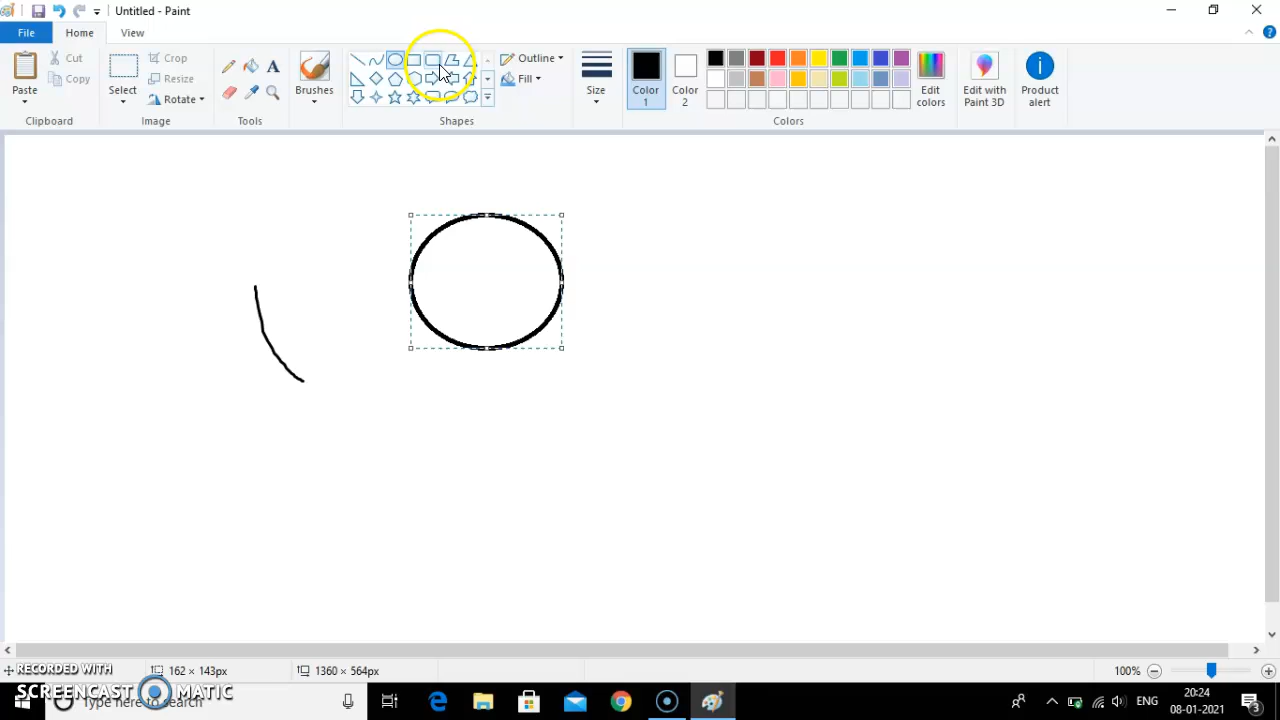 Untitled - Paint
File Home View
Paste
Cut
Copy
Clipboard
Select
Crop
Resize
Rotate
Image
A
Tools
Brushes
Shapes
Outline
Fill
Size
Color 1
Color 2
Edit colors
Colors
Edit with Paint 3D
Product alert
162 × 143px
1360 × 564px
100%
RECORDED WITH
SCREENCAST MATIC
Type here to search
ENG
20:24
08-01-2021
3